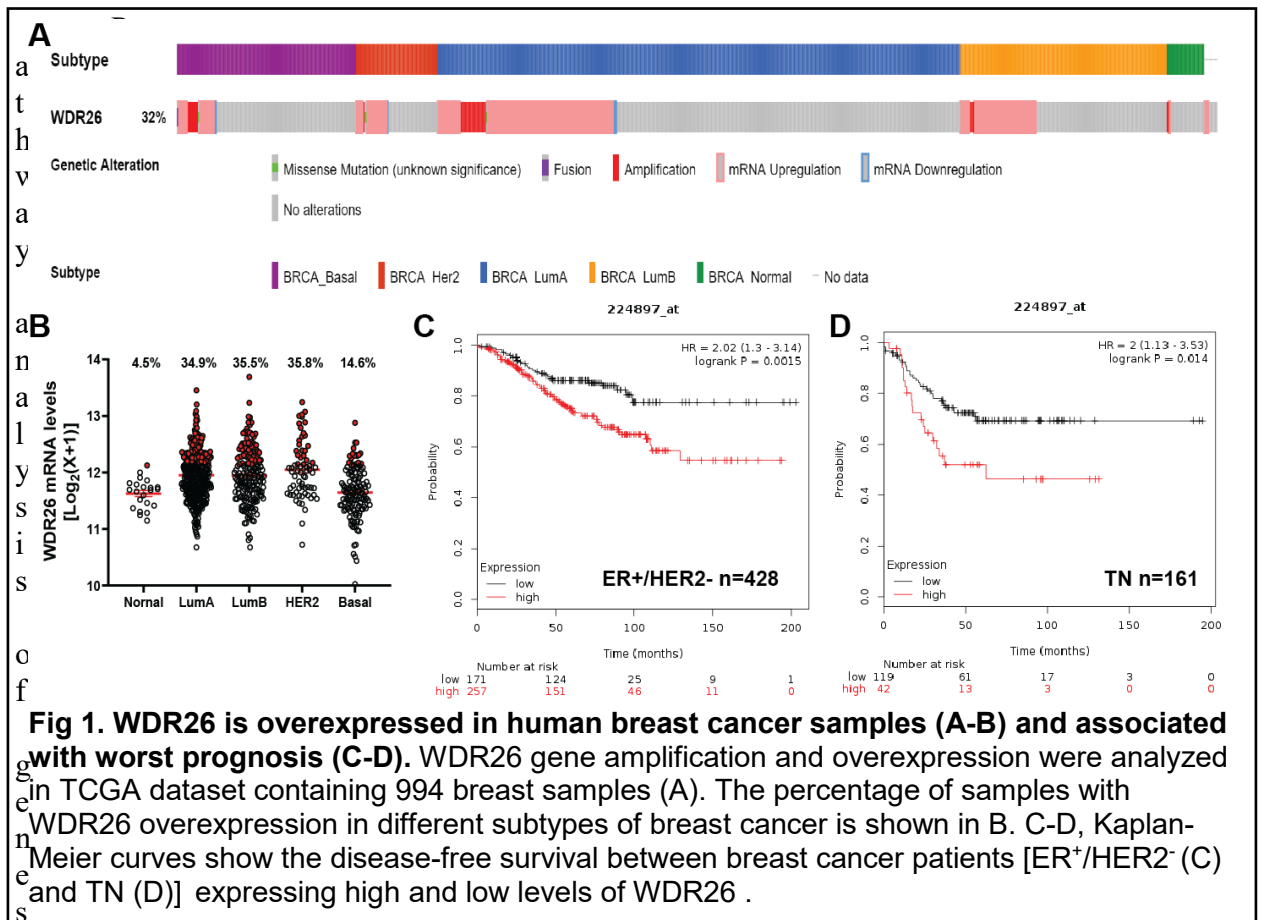 A
Subtype
WDR26 32%
Genetic Alteration
Missense Mutation (unknown significance) Fusion Amplification mRNA Upregulation mRNA Downregulation
No alterations
Subtype
BRCA_Basal BRCA Her2 BRCA LumA BRCA LumB BRCA Normal No data
a
t
h
w
a
y
a
n
a
l
y
s
i
s
o
f
g
e
n
e
s
B
4.5% 34.9% 35.5% 35.8% 14.6%
WDR26 mRNA levels
[Log2(X+1)]
14
13
12
11
10
Nornal LumA LumB HER2 Basal
C
224897_at
HR = 2.02 (1.3 - 3.14)
logrank P = 0.0015
Probability
1.0
0.8
0.6
0.4
0.2
0.0
Expression
low
high
ER+/HER2- n=428
0 50 100 150 200
Time (months)
Number at risk
low 171 124 25 9 1
high 257 151 46 11 0
D
224897_at
HR = 2 (1.13 - 3.53)
logrank P = 0.014
Probability
1.0
0.8
0.6
0.4
0.2
0.0
Expression
low
high
TN n=161
0 50 100 150 200
Time (months)
Number at risk
low 119 61 17 3 0
high 42 13 3 0 0
Fig 1. WDR26 is overexpressed in human breast cancer samples (A-B) and associated
with worst prognosis (C-D). WDR26 gene amplification and overexpression were analyzed
in TCGA dataset containing 994 breast samples (A). The percentage of samples with
WDR26 overexpression in different subtypes of breast cancer is shown in B. C-D, Kaplan-
Meier curves show the disease-free survival between breast cancer patients [ER⁺/HER2⁻ (C)
and TN (D)] expressing high and low levels of WDR26 .